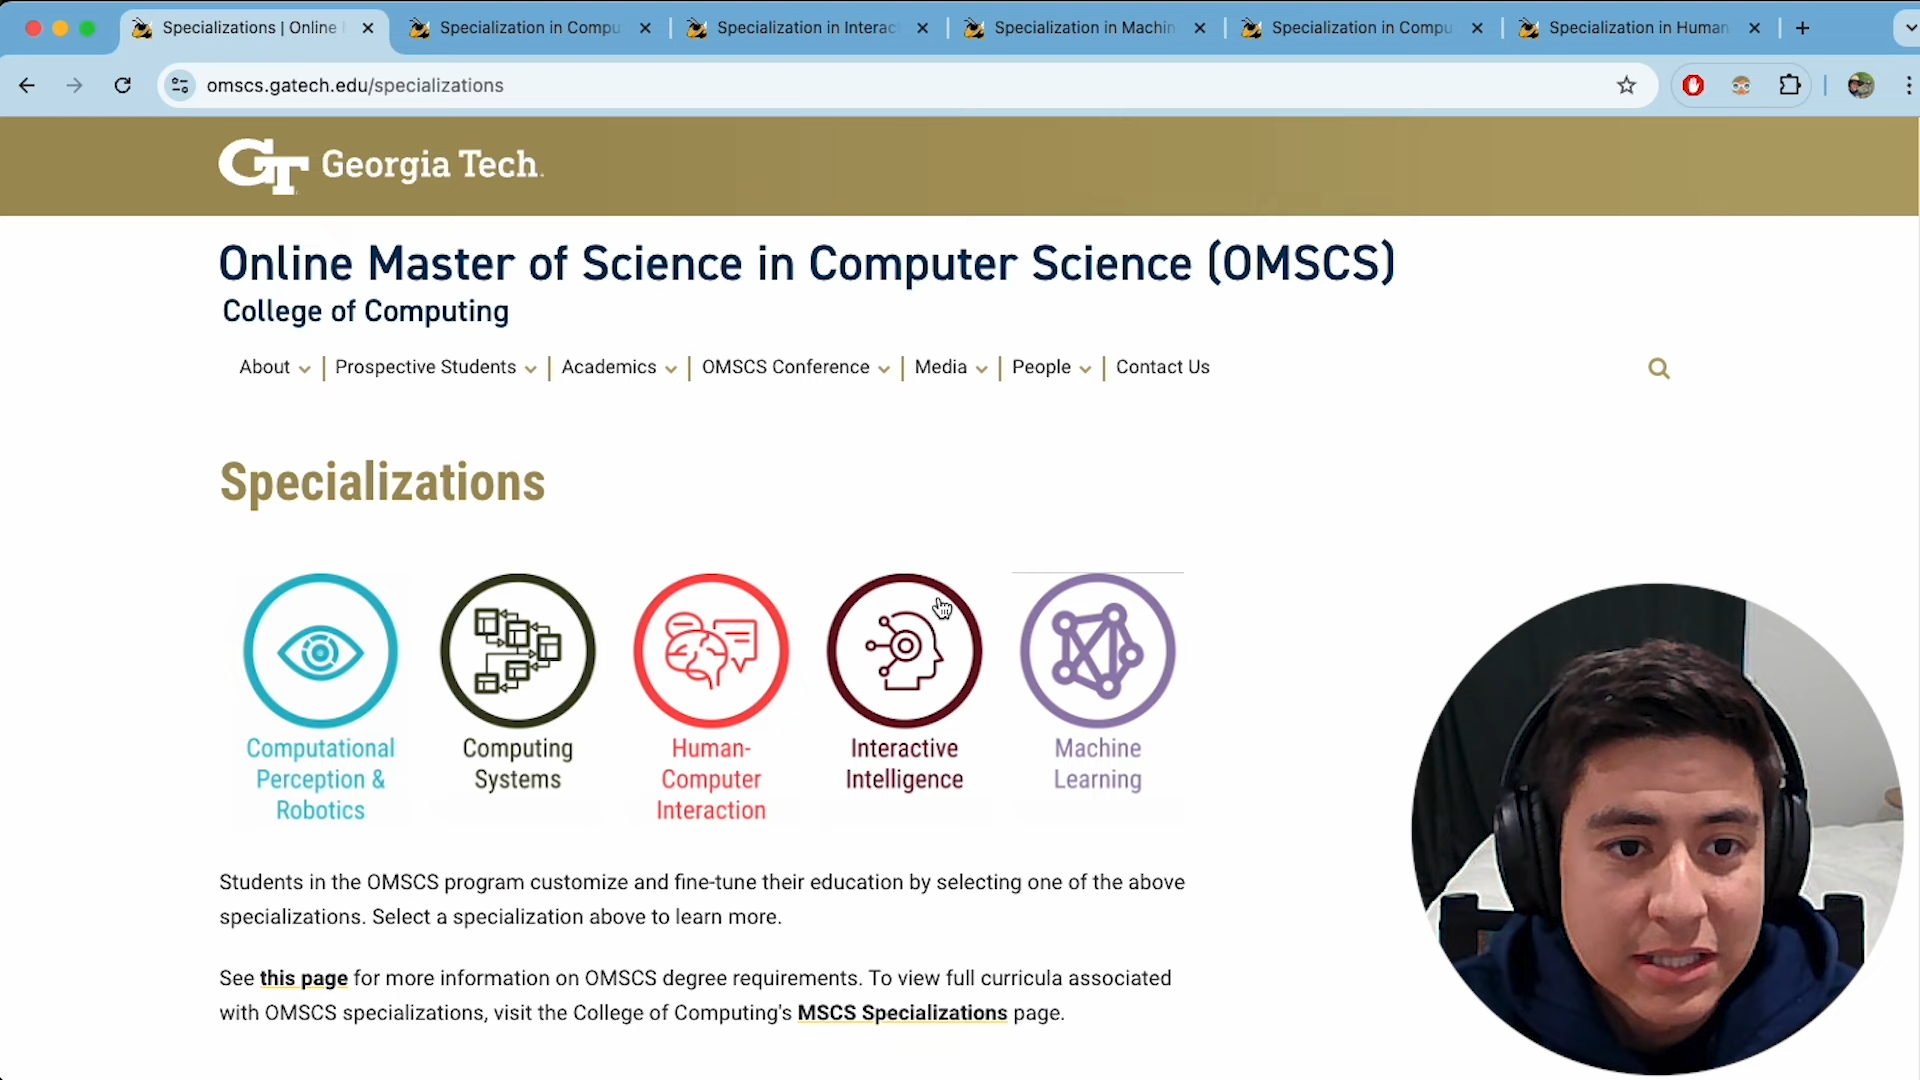 Specializations | Online
Specialization in Compu
Specialization in Interac
Specialization in Machin
Specialization in Compu
Specialization in Human
omscs.gatech.edu/specializations
GT Georgia Tech.
Online Master of Science in Computer Science (OMSCS)
College of Computing
About
Prospective Students
Academics
OMSCS Conference
Media
People
Contact Us
Specializations
Computational
Perception &
Robotics
Computing
Systems
Human-
Computer
Interaction
Interactive
Intelligence
Machine
Learning
Students in the OMSCS program customize and fine-tune their education by selecting one of the above
specializations. Select a specialization above to learn more.
See this page for more information on OMSCS degree requirements. To view full curricula associated
with OMSCS specializations, visit the College of Computing's MSCS Specializations page.